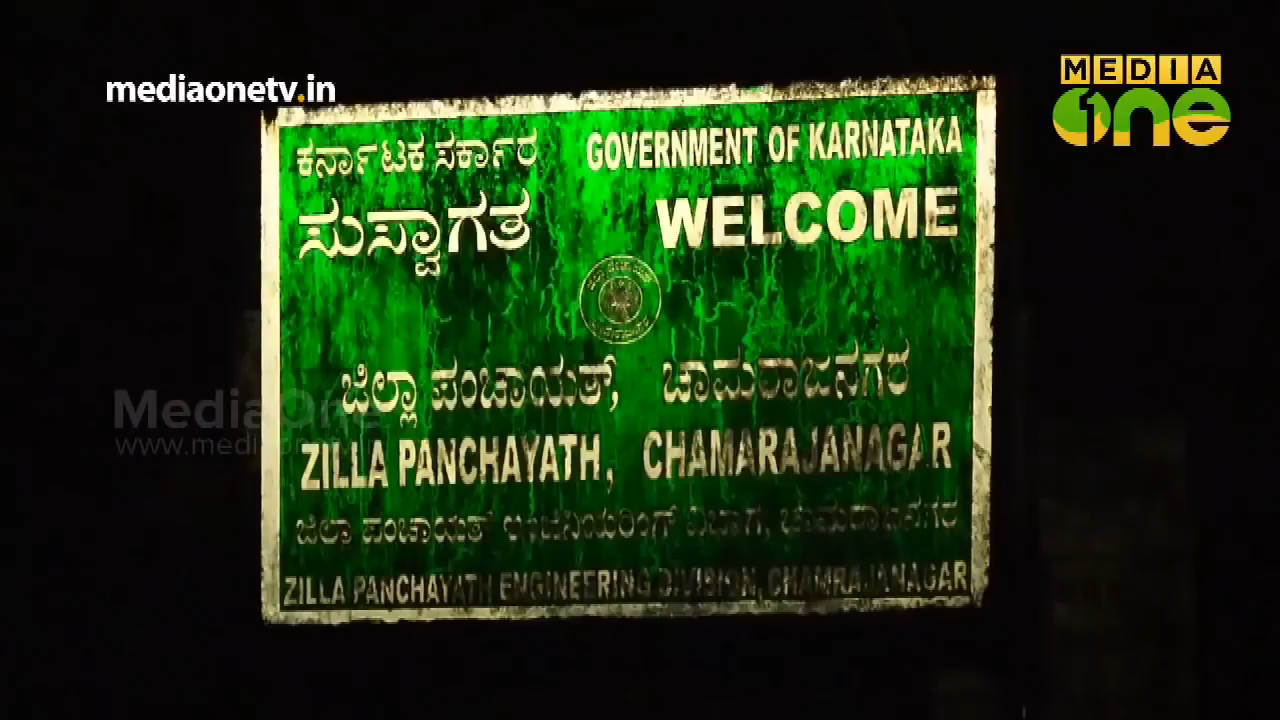 mediaonetv.in
MEDIA
one
ಕರ್ನಾಟಕ ಸರ್ಕಾರ GOVERNMENT OF KARNATAKA
ಸುಸ್ವಾಗತ WELCOME
ಜಿಲ್ಲಾ ಪಂಚಾಯತ್, ಚಾಮರಾಜನಗರ
MediaOne
www.mediaonetv
ZILLA PANCHAYATH, CHAMARAJANAGAR
ಜಿಲ್ಲಾ ಪಂಚಾಯತ್ ಇಂಜಿನಿಯರಿಂಗ್ ವಿಭಾಗ, ಚಾಮರಾಜನಗರ
ZILLA PANCHAYATH ENGINEERING DIVISION, CHAMRAJANAGAR